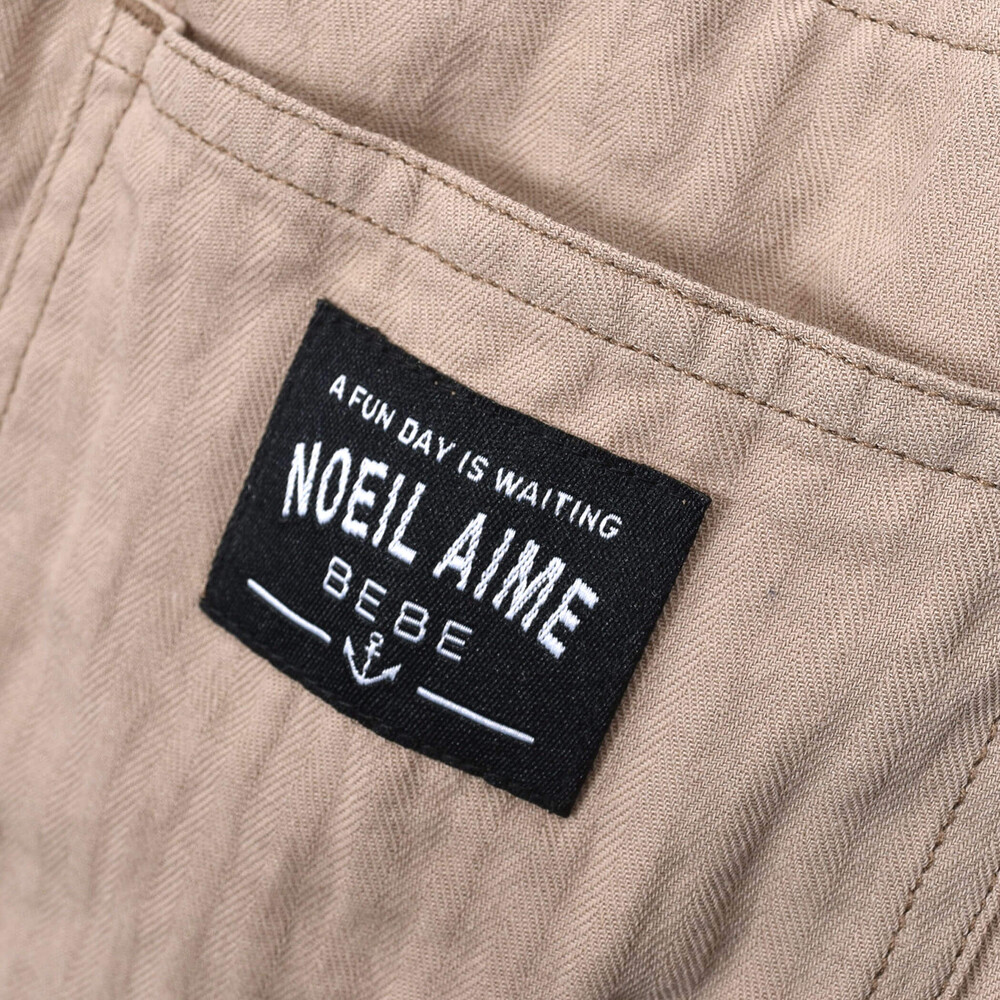 A FUN DAY IS WAITING
NOEIL AIME
BEBE